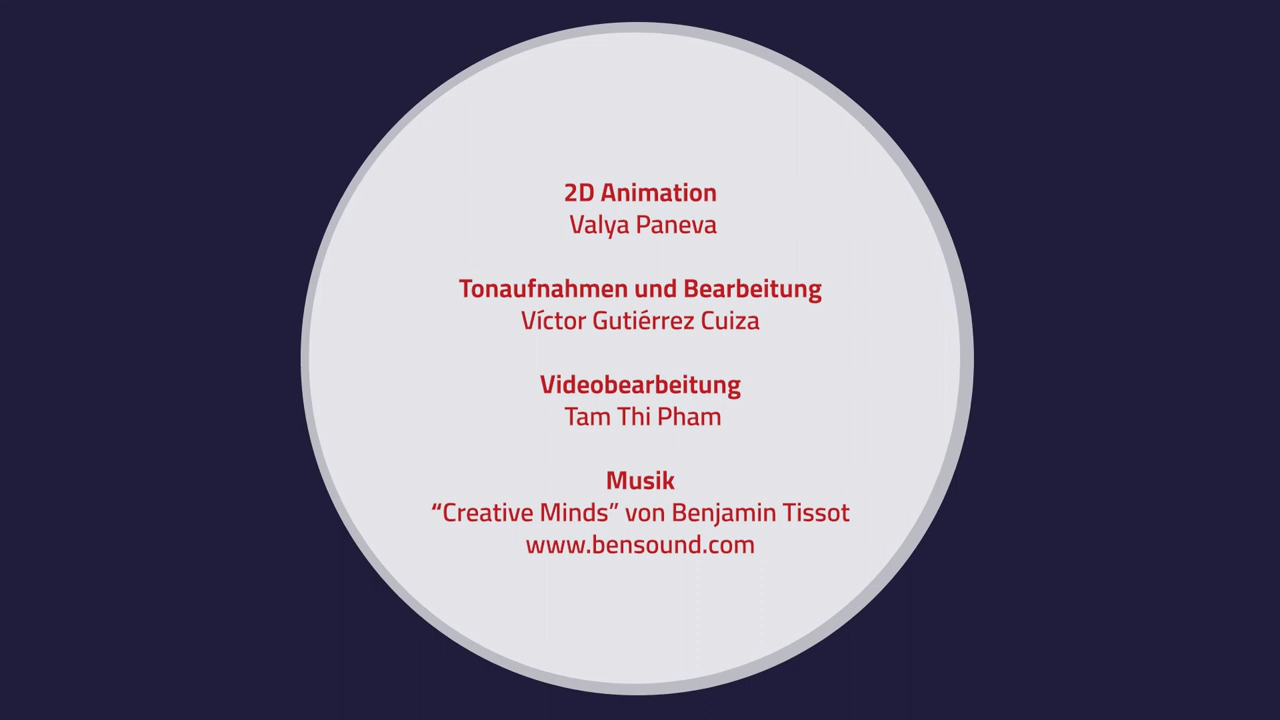 2D Animation
Valya Paneva
Tonaufnahmen und Bearbeitung
Víctor Gutiérrez Cuiza
Videobearbeitung
Tam Thi Pham
Musik
“Creative Minds” von Benjamin Tissot
www.bensound.com